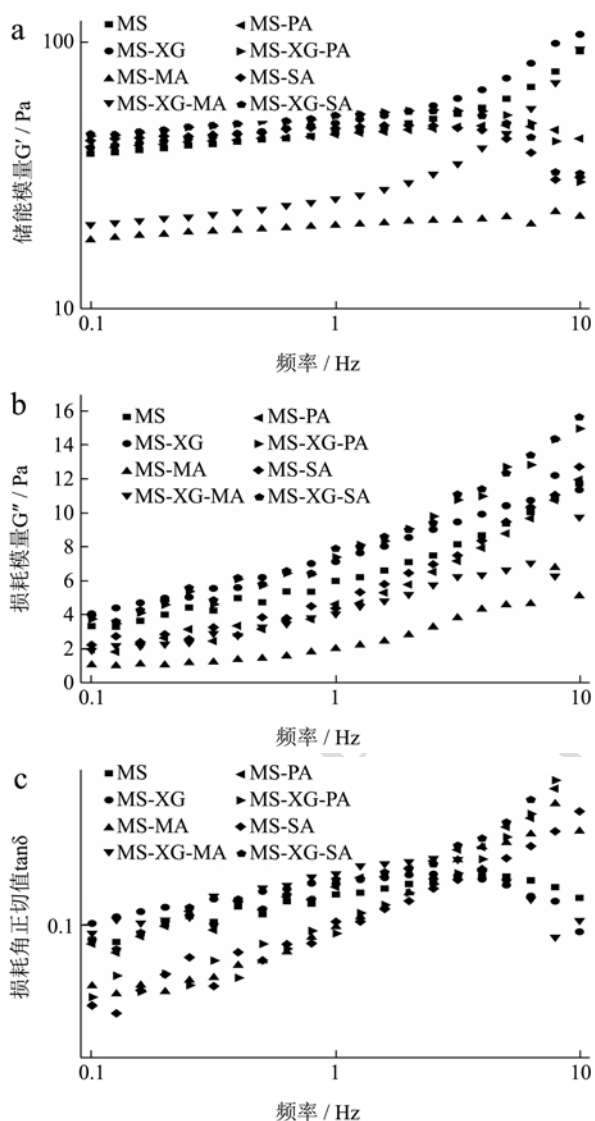 a
MS MS-PA
MS-XG MS-XG-PA
MS-MA MS-SA
MS-XG-MA MS-XG-SA
100
10
储能模量G′ / Pa
0.1 1 10
频率 / Hz
b
MS MS-PA
MS-XG MS-XG-PA
MS-MA MS-SA
MS-XG-MA MS-XG-SA
16
14
12
10
8
6
4
2
0
损耗模量G″ / Pa
0.1 1 10
频率 / Hz
c
MS MS-PA
MS-XG MS-XG-PA
MS-MA MS-SA
MS-XG-MA MS-XG-SA
0.1
损耗角正切值tanδ
0.1 1 10
频率 / Hz